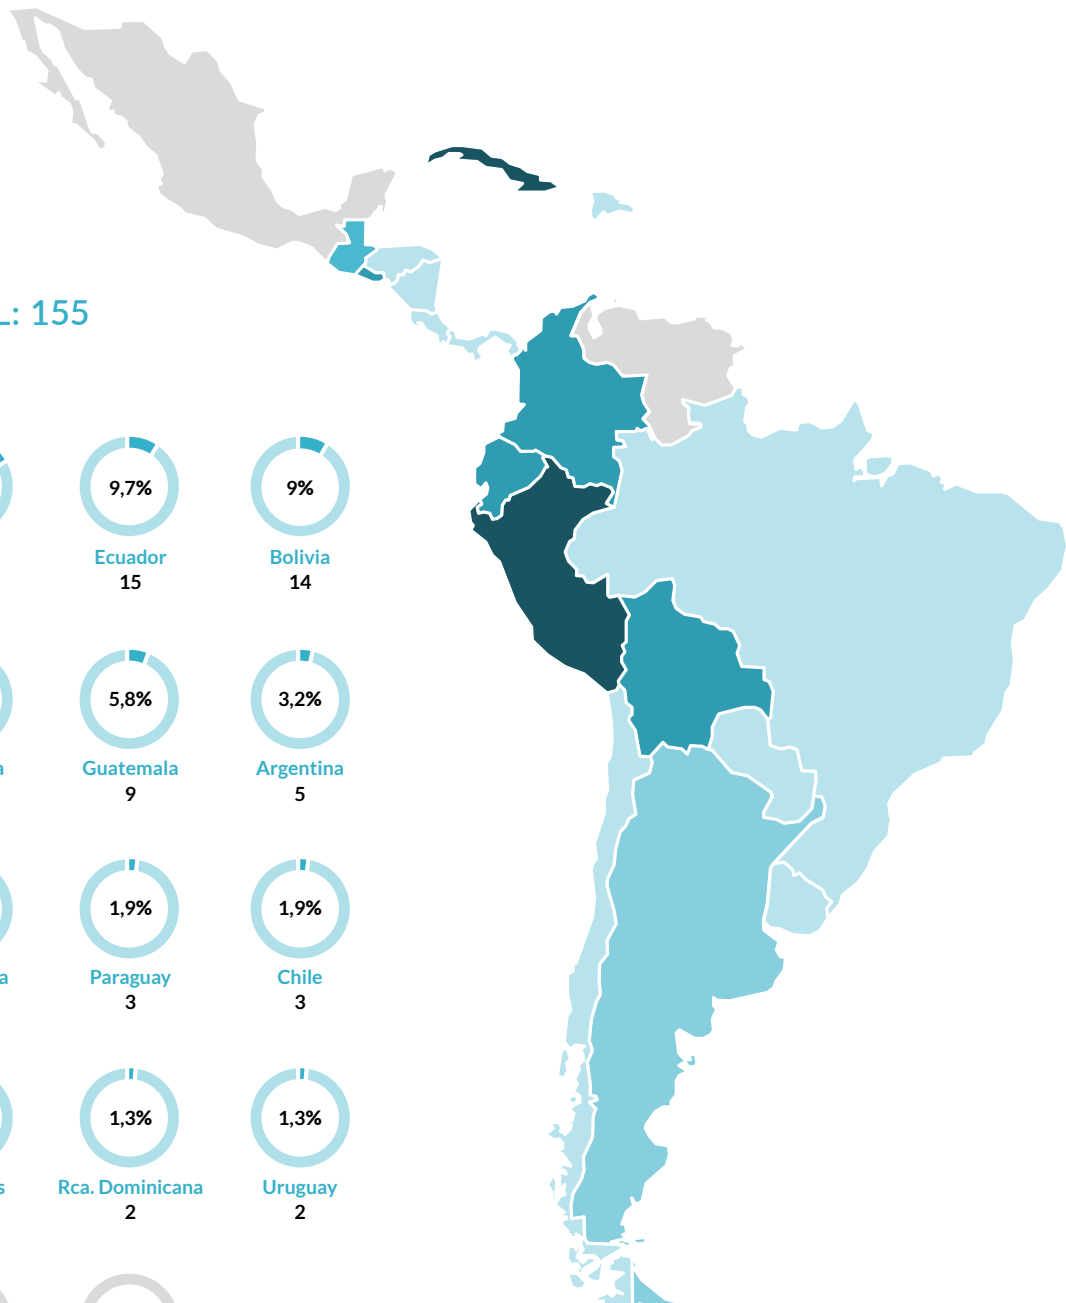 L: 155
9,7%
9%
Ecuador
Bolivia
15
14
5,8%
3,2%
a
Guatemala
Argentina
9
5
1,9%
1,9%
a
Paraguay
Chile
3
3
1,3%
1,3%
s
Rca. Dominicana
Uruguay
2
2